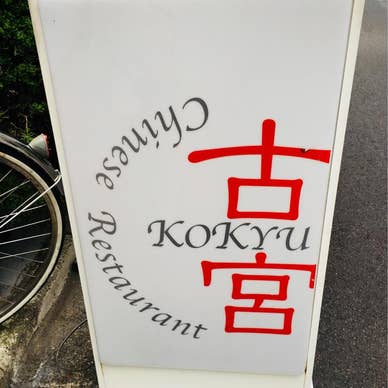 Chinese Restaurant
古宮
KOKYU